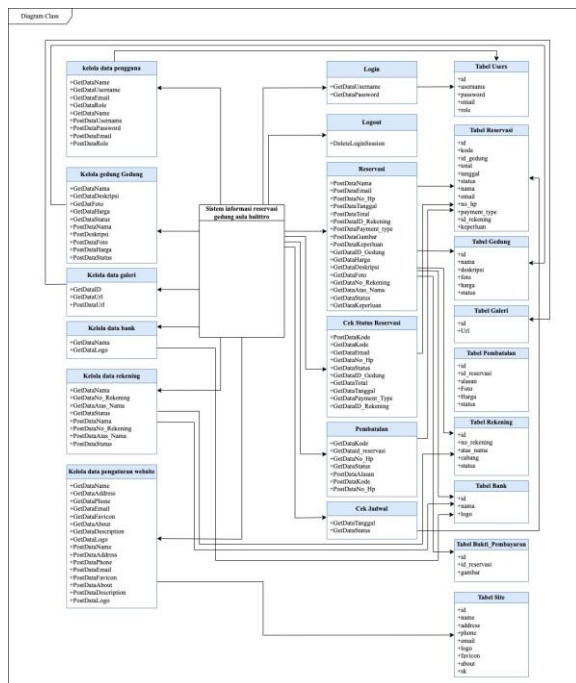 Diagram Class
kelola data pengguna
+GetDataName
+GetDataUsername
+GetDataEmail
+GetDataRole
+GetDataName
+PostDataUsername
+PostDataPassword
+PostDataEmail
+PostDataRole
Kelola gedung Gedung
+GetDataNama
+GetDataDeskripsi
+GetDatFoto
+GetDataHarga
+GetDataStatus
+PostDataNama
+PostDeskripsi
+PostDataFoto
+PostDataHarga
+PostDataStatus
Kelola data galeri
+GetDataID
+GetDataUrl
+PostDataUrl
Kelola data bank
+GetDataNama
+GetDataLogo
Kelola data rekening
+GetDataNama
+GetDataNo_Rekening
+GetDataAtas_Nama
+GetDataStatus
+PostDataNama
+PostDataNo_Rekening
+PostDataAtas_Nama
+PostDataStatus
Kelola data pengaturan website
+GetDataName
+GetDataAddress
+GetDataPhone
+GetDataEmail
+GetDataFavicon
+GetDataAbout
+GetDataDescription
+GetDataLogo
+PostDataName
+PostDataAddress
+PostDataPhone
+PostDataEmail
+PostDataFavicon
+PostDataAbout
+PostDataDescription
+PostDataLogo
Sistem informasi reservasi
gedung aula balittro
Login
+GetDataUsername
+GetDataPassword
Logout
+DeleteLoginSession
Reservasi
+PostDataNama
+PostDataEmail
+PostDataNo_Hp
+PostDataTanggal
+PostDataTotal
+PostDataID_Rekening
+PostDataPayment_type
+PostDataGambar
+PostDataKeperluan
+GetDataID_Gedung
+GetDataHarga
+GetDataDeskripsi
+GetDataFoto
+GetDataNo_Rekening
+GetDataAtas_Nama
+GetDataStatus
+GetDataKeperluan
Cek Status Reservasi
+PostDataKode
+GetDataKode
+GetDataEmail
+GetDataNo_Hp
+GetDataStatus
+GetDataID_Gedung
+GetDataTotal
+GetDataTanggal
+GetDataPayment_Type
+GetDataID_Rekening
Pembatalan
+GetDataKode
+GetDataid_reservasi
+GetDataNo_Hp
+GetDataStatus
+PostDataAlasan
+PostDataKode
+PostDataNo_Hp
Cek Jadwal
+GetDataTanggal
+GetDataStatus
Tabel Users
+id
+username
+password
+email
+role
Tabel Reservasi
+id
+kode
+id_gedung
+total
+tanggal
+status
+nama
+email
+no_hp
+payment_type
+id_rekening
+keperluan
Tabel Gedung
+id
+nama
+deskripsi
+foto
+harga
+status
Tabel Galeri
+id
+Url
Tabel Pembatalan
+id
+id_reservasi
+alasan
+Foto
+Harga
+status
Tabel Rekening
+id
+no_rekening
+atas_name
+cabang
+status
Tabel Bank
+id
+nama
+logo
Tabel Bukti_Pembayaran
+id
+id_reservasi
+gambar
Tabel Site
+id
+name
+address
+phone
+email
+logo
+favicon
+about
+sk